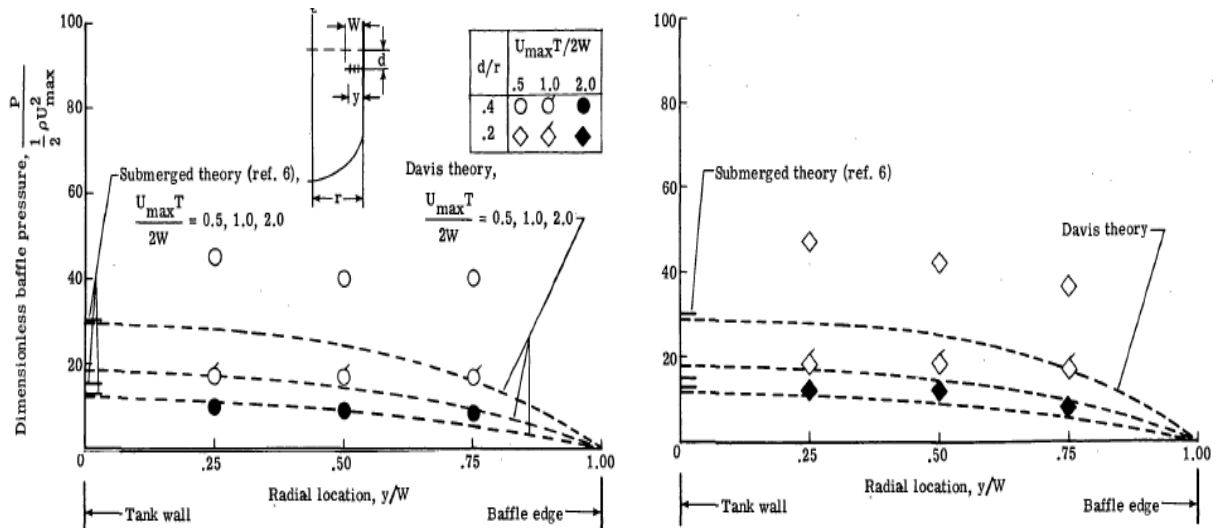 Dimensionless baffle pressure, P / 1/2 ρU²max
100
80
60
40
20
0
W
d
y
r
d/r
UmaxT/2W
.5 1.0 2.0
.4
.2
Submerged theory (ref. 6),
UmaxT/2W = 0.5, 1.0, 2.0
Davis theory,
UmaxT/2W = 0.5, 1.0, 2.0
0 .25 .50 .75 1.00
Radial location, y/W
Tank wall
Baffle edge
100
80
60
40
20
0
Submerged theory (ref. 6)
Davis theory
0 .25 .50 .75 1.00
Radial location, y/W
Tank wall
Baffle edge